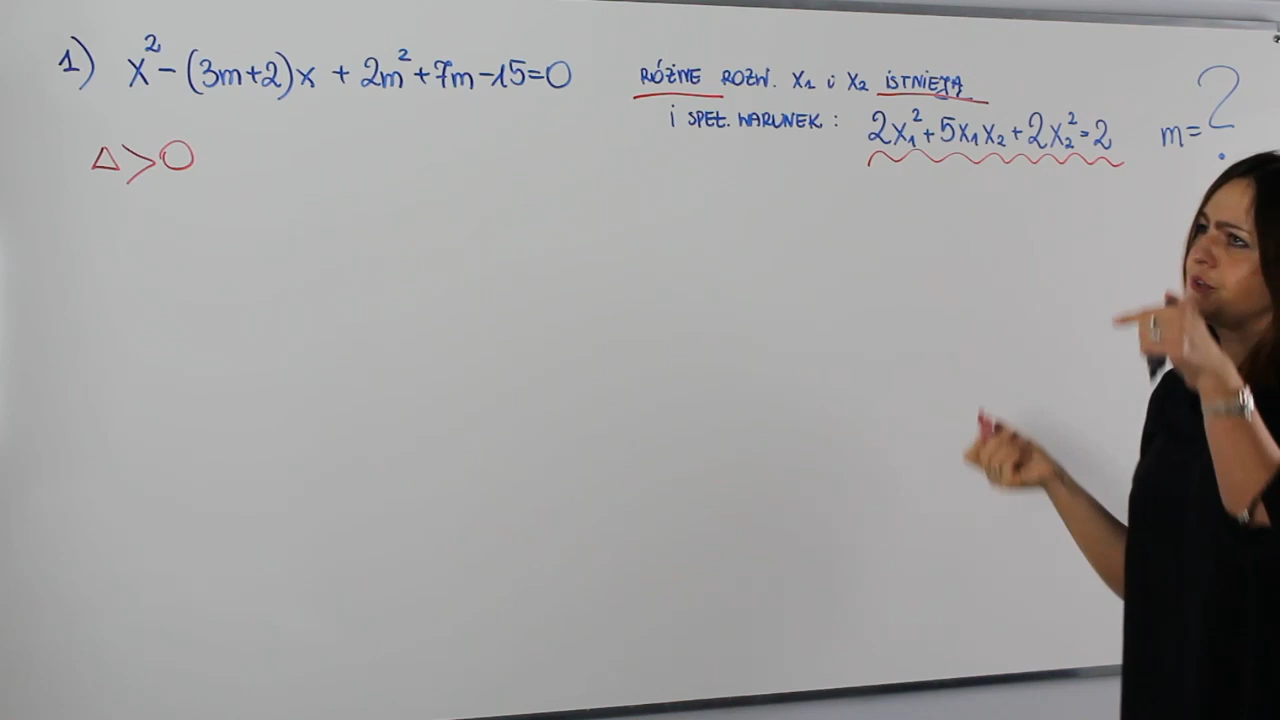 1) x² - (3m+2)x + 2m² + 7m - 15 = 0
RÓŻNE ROZW. X₁ i X₂ ISTNIEJĄ
i SPEŁ. WARUNEK : 2x₁² + 5x₁x₂ + 2x₂² = 2 m = ?
Δ > 0